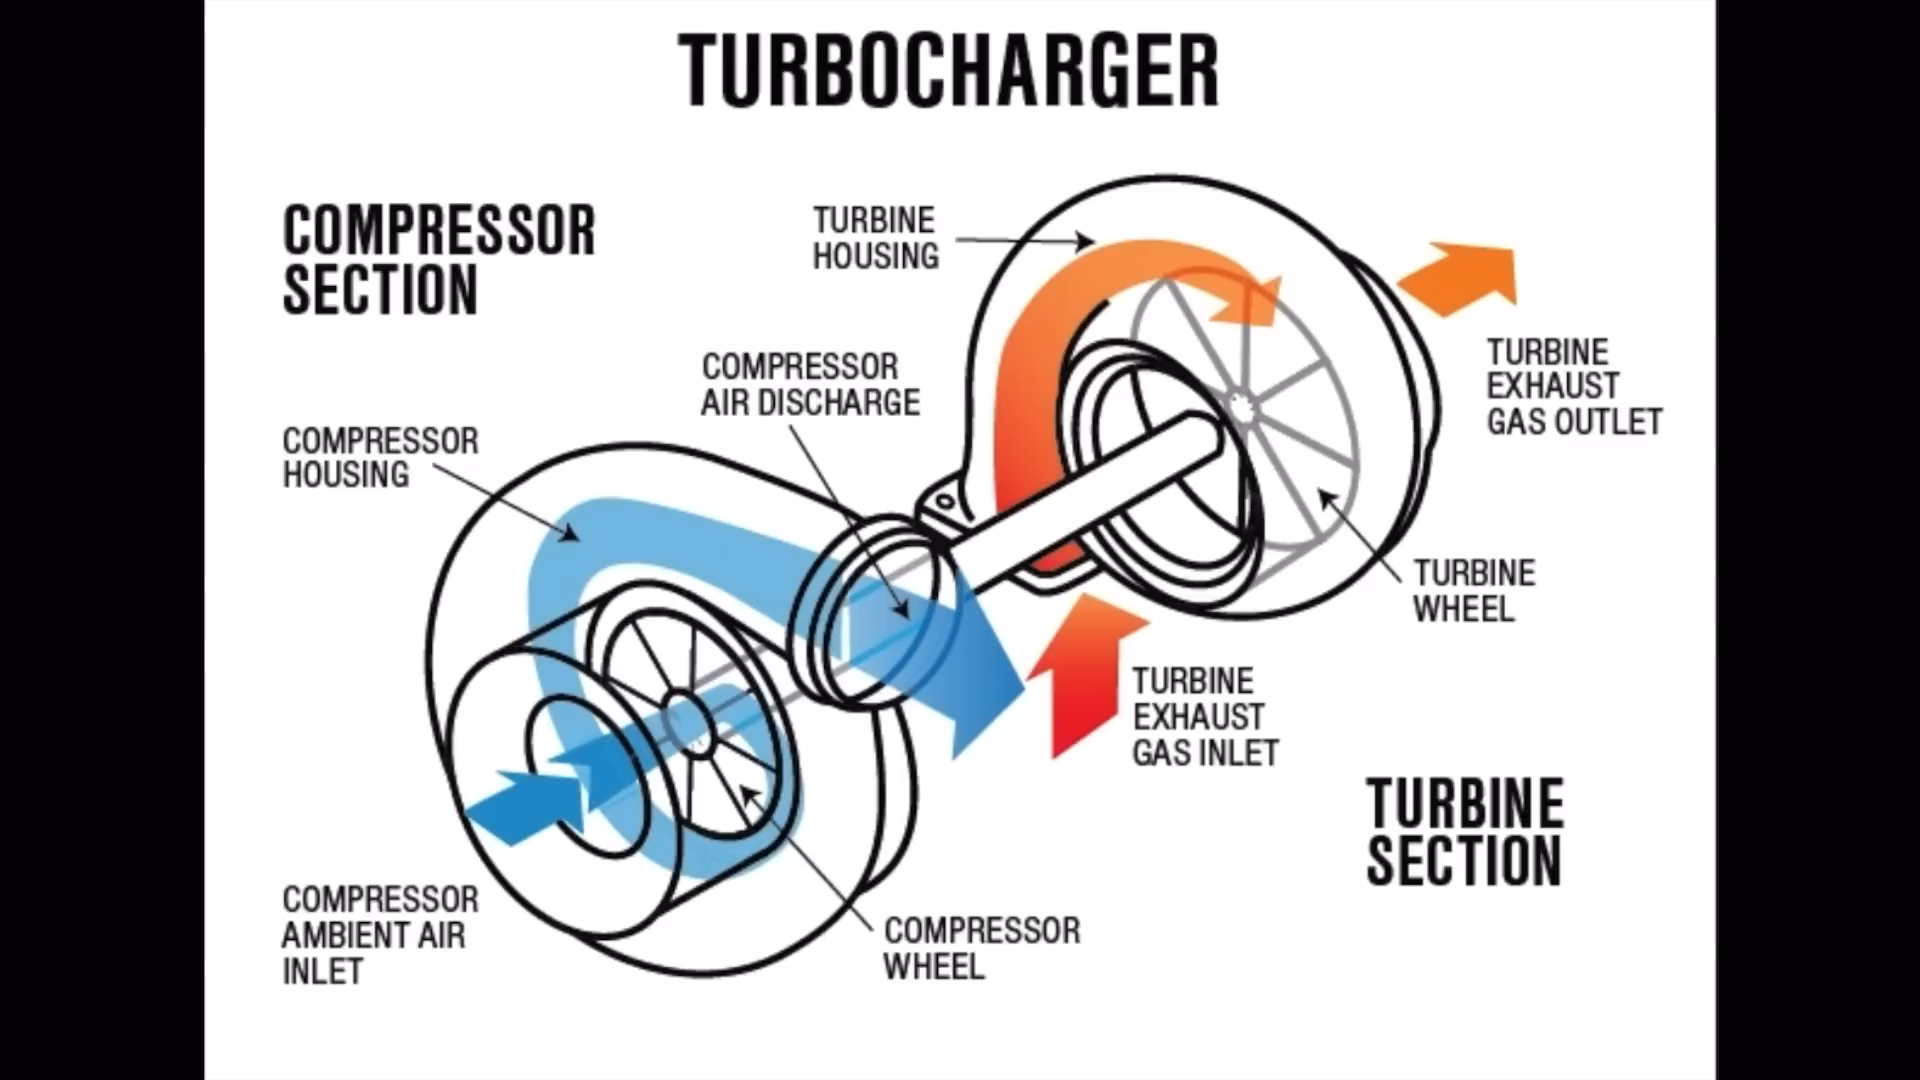 TURBOCHARGER
COMPRESSOR
SECTION
TURBINE
HOUSING
COMPRESSOR
AIR DISCHARGE
COMPRESSOR
HOUSING
TURBINE
EXHAUST
GAS OUTLET
TURBINE
WHEEL
TURBINE
EXHAUST
GAS INLET
TURBINE
SECTION
COMPRESSOR
AMBIENT AIR
INLET
COMPRESSOR
WHEEL